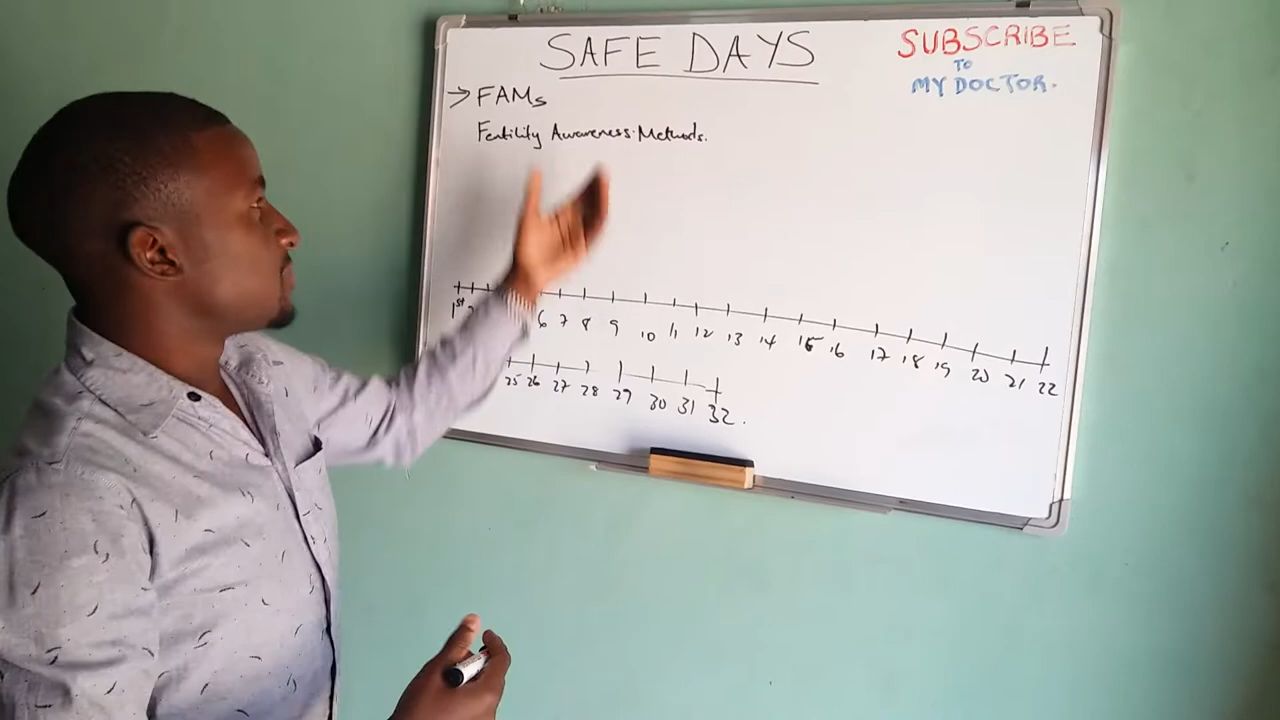 SAFE DAYS
SUBSCRIBE
TO
MY DOCTOR.
→ FAMs
Fertility Awareness Methods.
1st 6 7 8 9 10 11 12 13 14 15 16 17 18 19 20 21 22
25 26 27 28 29 30 31 32.